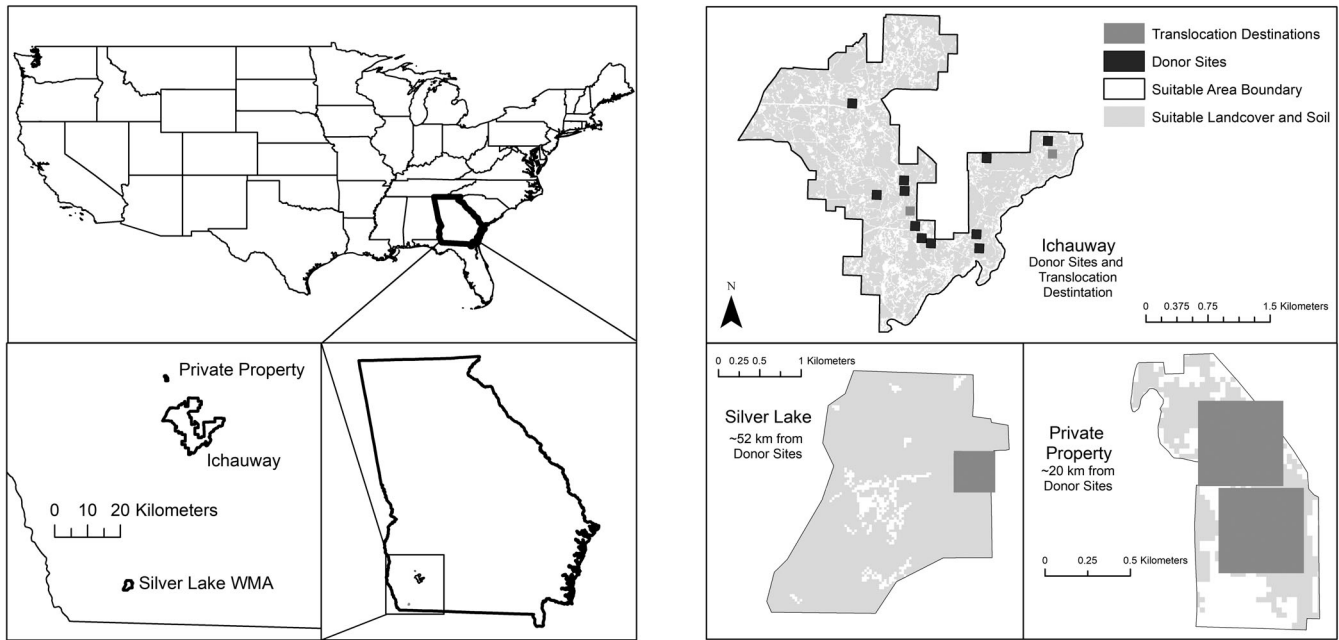 Private Property
Ichauway
0 10 20 Kilometers
Silver Lake WMA
Translocation Destinations
Donor Sites
Suitable Area Boundary
Suitable Landcover and Soil
Ichauway
Donor Sites and
Translocation
Destintation
N
0 0.375 0.75 1.5 Kilometers
0 0.25 0.5 1 Kilometers
Silver Lake
~52 km from
Donor Sites
Private
Property
~20 km from
Donor Sites
0 0.25 0.5 Kilometers